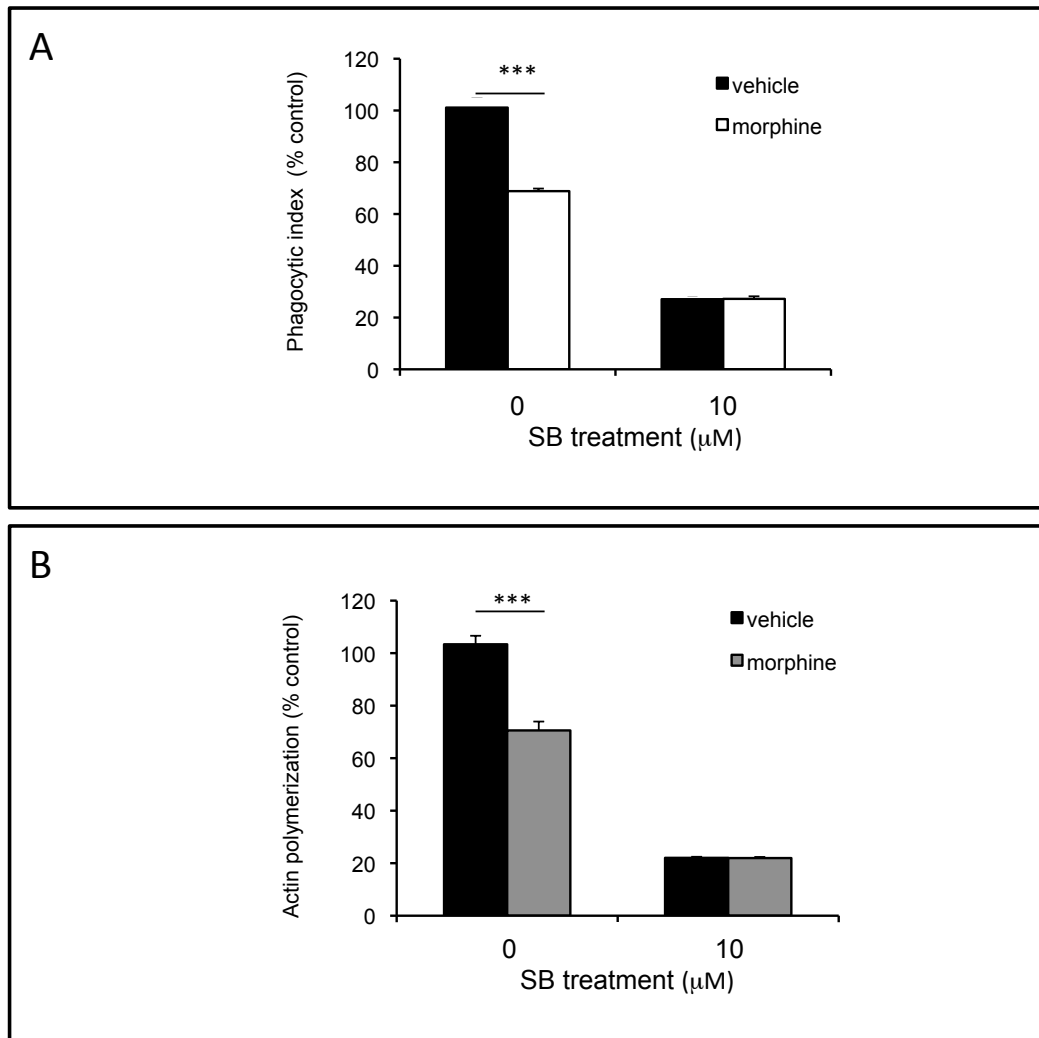 A
Phagocytic index (% control)
120
100
80
60
40
20
0
***
vehicle
morphine
0
10
SB treatment (μM)
B
Actin polymerization (% control)
120
100
80
60
40
20
0
***
vehicle
morphine
0
10
SB treatment (μM)